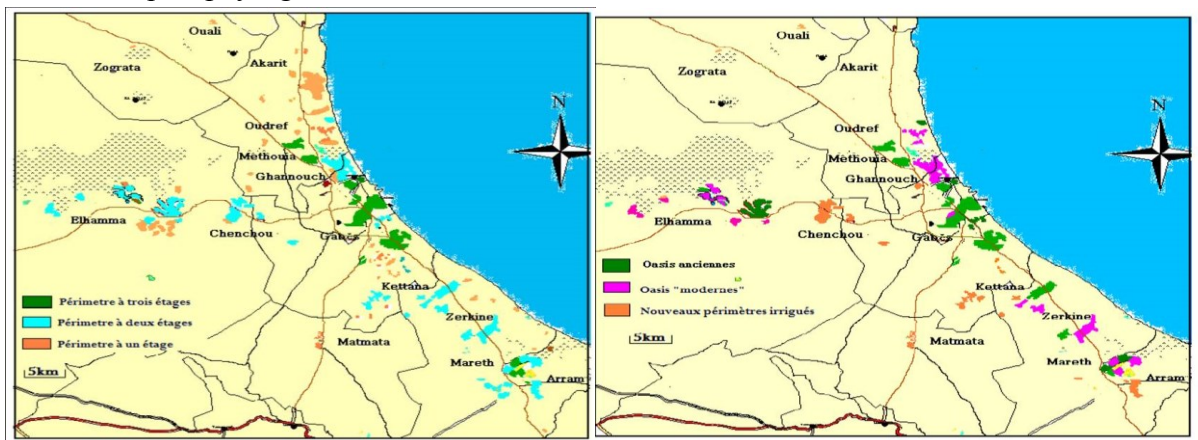 Ouali
Zograta
Akarit
N
Oudref
Méthouia
Ghannouch
Elhamma
Chenchou
Gabès
Périmetre à trois étages
Kettana
Périmetre à deux étages
Zerkine
Périmetre à un étage
Matmata
Mareth
5km
Arram
Ouali
Zograta
Akarit
N
Oudref
Méthouia
Ghannouch
Elhamma
Chenchou
Gabès
Oasis anciennes
Kettana
Oasis "modernes"
Nouveaux périmètres irrigués
Zerkine
5km
Matmata
Mareth
Arram